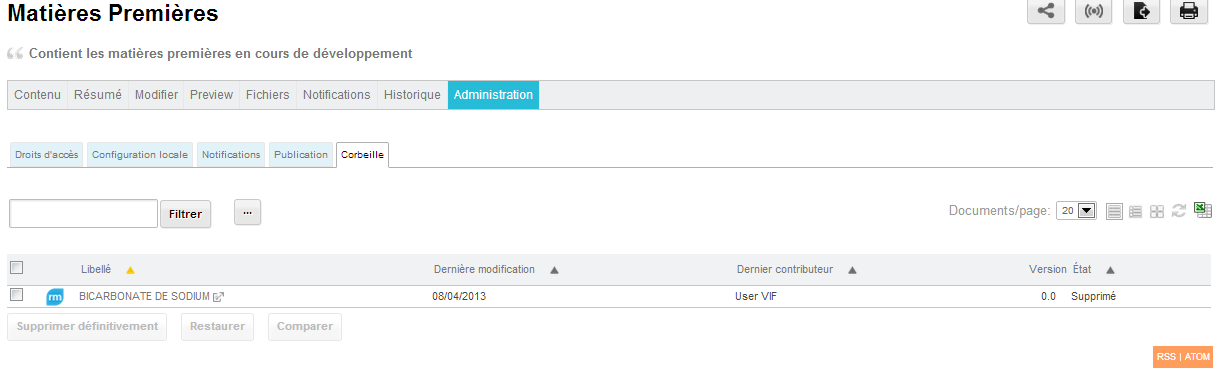 Matières Premières
Contient les matières premières en cours de développement
Contenu Résumé Modifier Preview Fichiers Notifications Historique Administration
Droits d'accès Configuration locale Notifications Publication Corbeille
Filtrer ... Documents/page: 20
Libellé Dernière modification Dernier contributeur Version État
rm BICARBONATE DE SODIUM 08/04/2013 User VIF 0.0 Supprimé
Supprimer définitivement Restaurer Comparer
RSS | ATOM